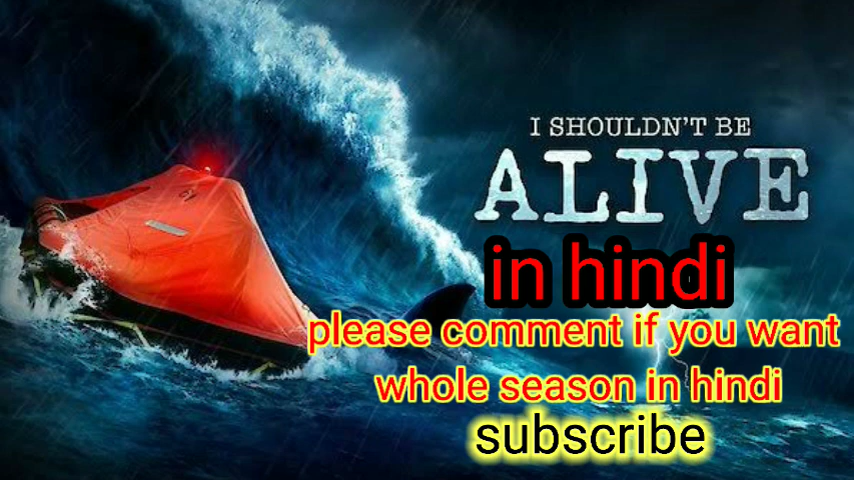 I SHOULDN'T BE
ALIVE
in hindi
please comment if you want
whole season in hindi
subscribe